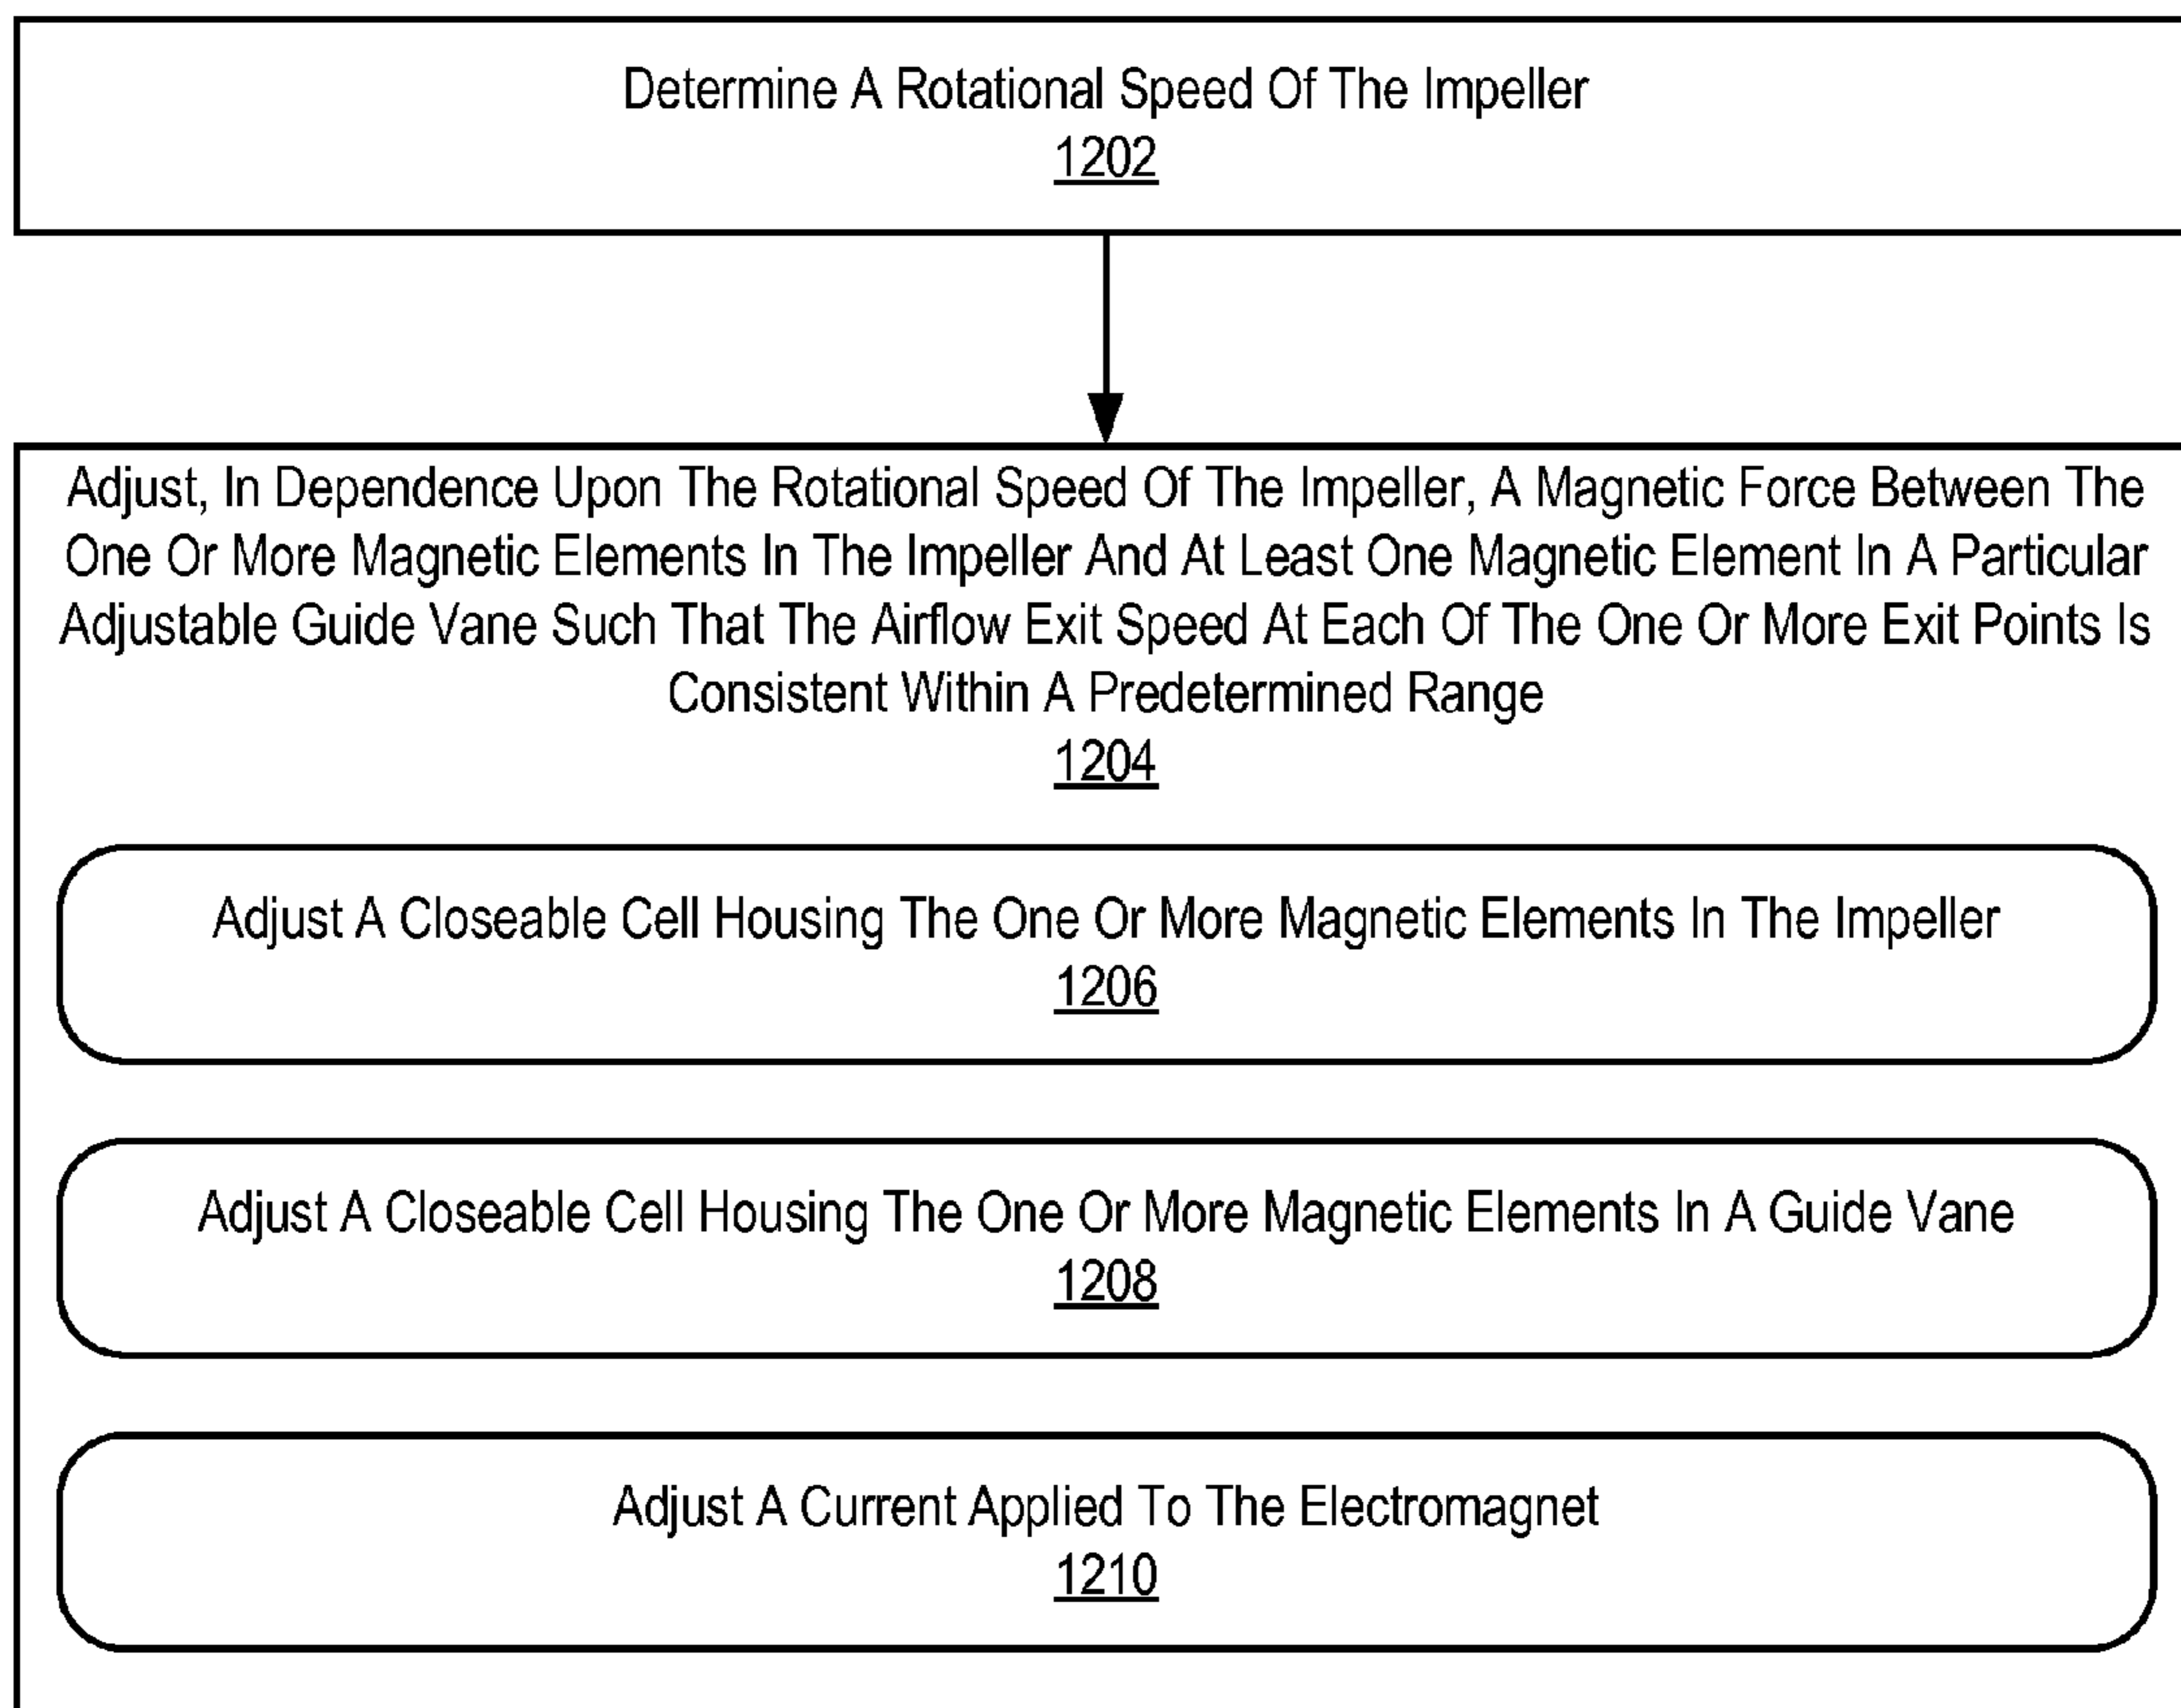 Determine A Rotational Speed Of The Impeller
1202
Adjust, In Dependence Upon The Rotational Speed Of The Impeller, A Magnetic Force Between The
One Or More Magnetic Elements In The Impeller And At Least One Magnetic Element In A Particular
Adjustable Guide Vane Such That The Airflow Exit Speed At Each Of The One Or More Exit Points Is
Consistent Within A Predetermined Range
1204
Adjust A Closeable Cell Housing The One Or More Magnetic Elements In The Impeller
1206
Adjust A Closeable Cell Housing The One Or More Magnetic Elements In A Guide Vane
1208
Adjust A Current Applied To The Electromagnet
1210